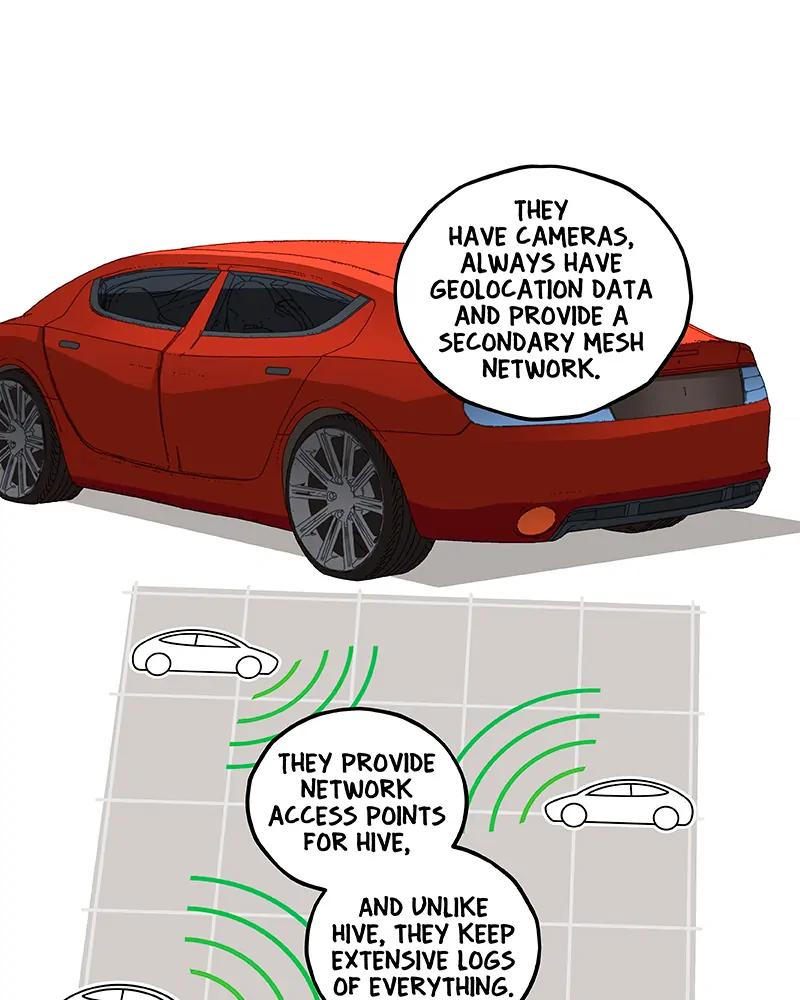 THEY
HAVE CAMERAS,
ALWAYS HAVE
GEOLOCATION DATA
AND PROVIDE A
SECONDARY MESH
NETWORK.
THEY PROVIDE
NETWORK
ACCESS POINTS
FOR HIVE,
AND UNLIKE
HIVE, THEY KEEP
EXTENSIVE LOGS
OF EVERYTHING.